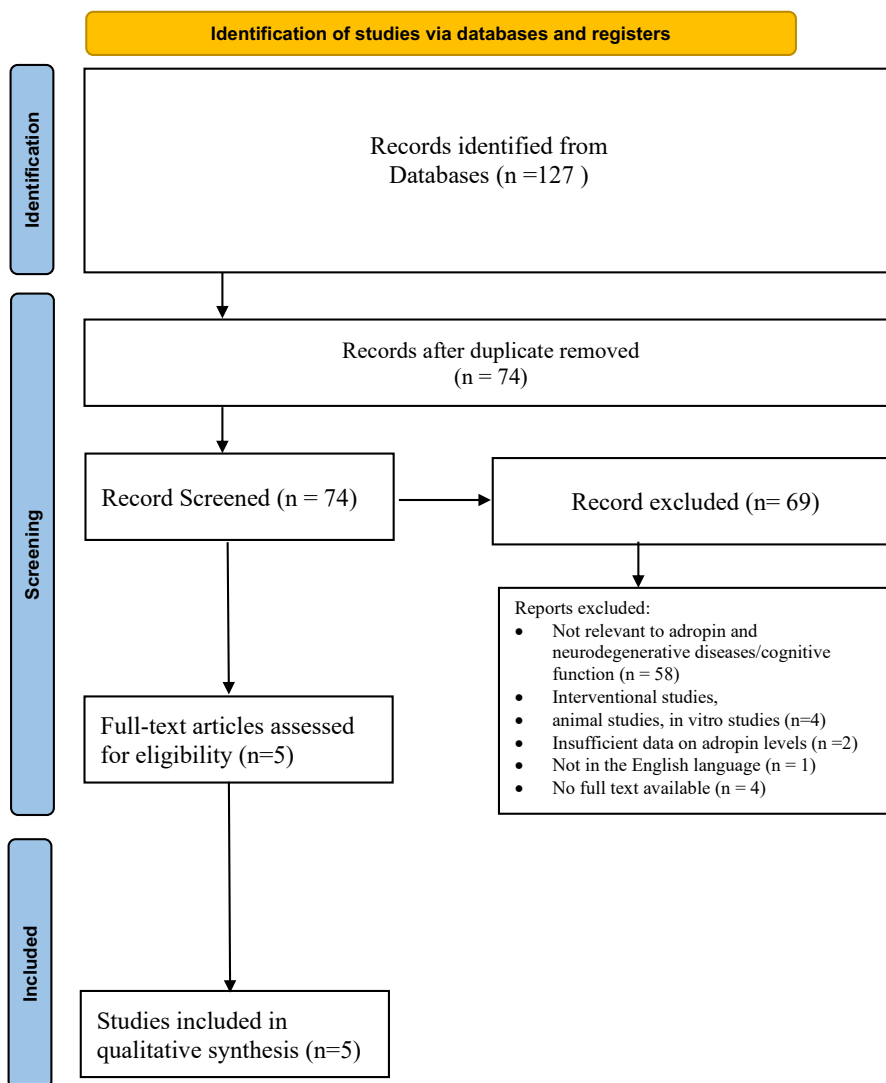 Identification of studies via databases and registers
Identification
Records identified from
Databases (n =127 )
Screening
Records after duplicate removed
(n = 74)
Record Screened (n = 74)
Record excluded (n= 69)
Reports excluded:
• Not relevant to adropin and
neurodegenerative diseases/cognitive
function (n = 58)
• Interventional studies,
• animal studies, in vitro studies (n=4)
• Insufficient data on adropin levels (n =2)
• Not in the English language (n = 1)
• No full text available (n = 4)
Full-text articles assessed
for eligibility (n=5)
Included
Studies included in
qualitative synthesis (n=5)